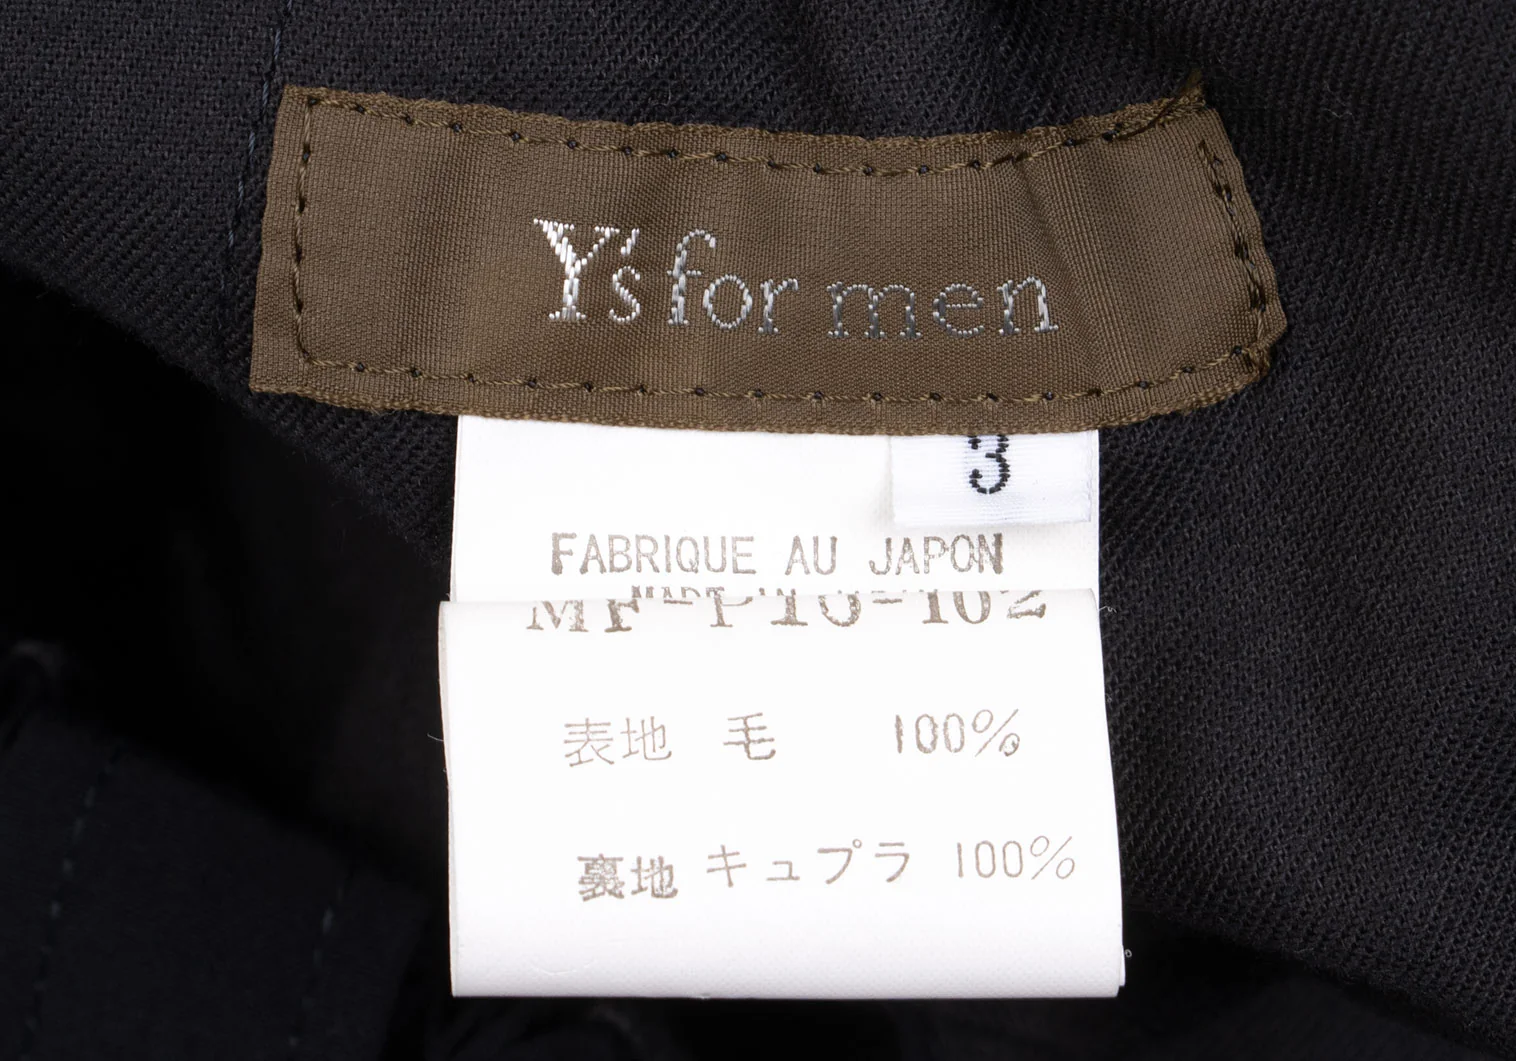 Y's for men
3
FABRIQUE AU JAPON
表地 毛 100%
裏地 キュプラ 100%